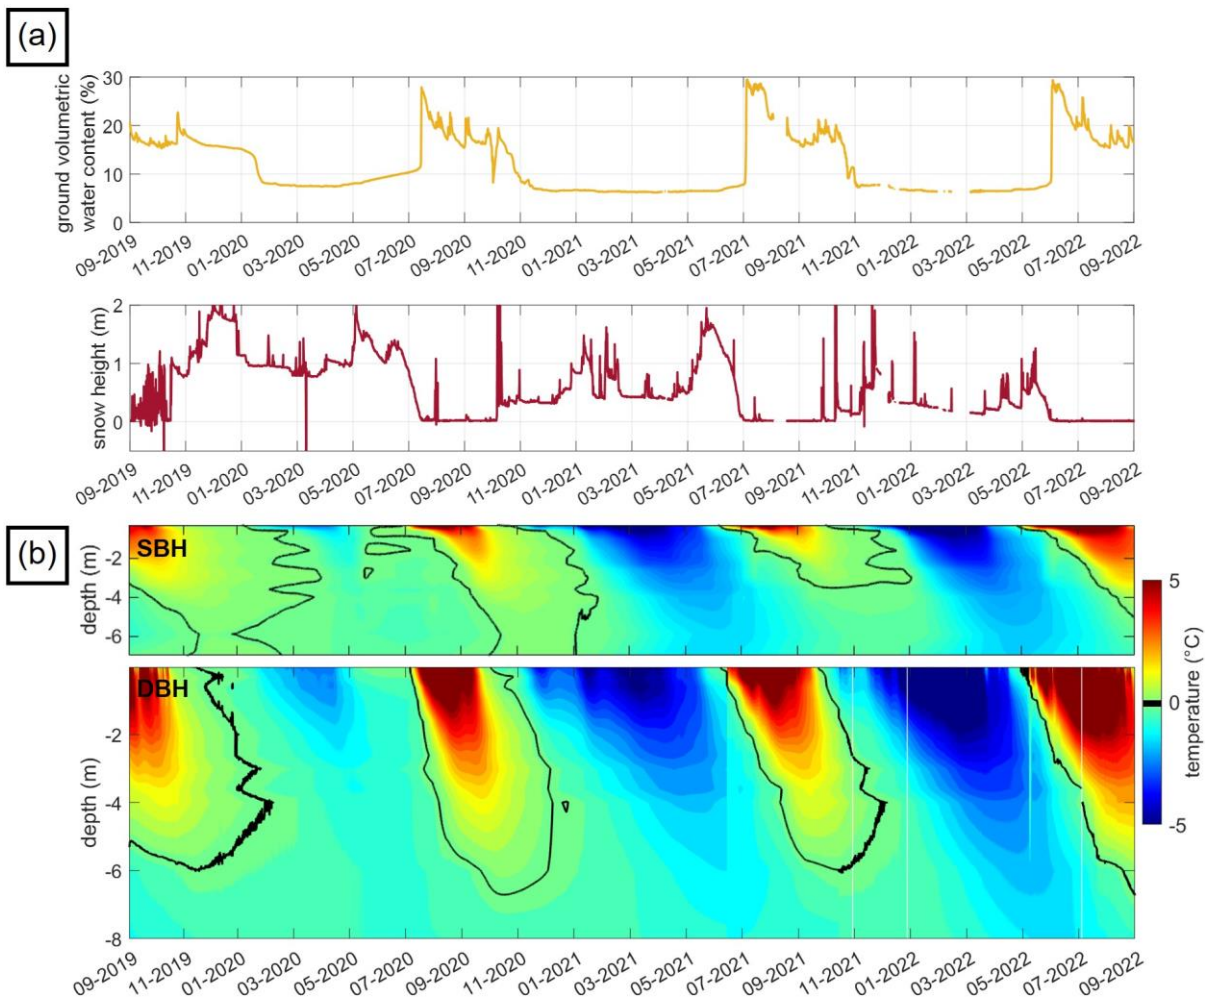 (a)
ground volumetric
water content (%)
30
20
10
0
09-2019 11-2019 01-2020 03-2020 05-2020 07-2020 09-2020 11-2020 01-2021 03-2021 05-2021 07-2021 09-2021 11-2021 01-2022 03-2022 05-2022 07-2022 09-2022
snow height (m)
2
1
0
09-2019 11-2019 01-2020 03-2020 05-2020 07-2020 09-2020 11-2020 01-2021 03-2021 05-2021 07-2021 09-2021 11-2021 01-2022 03-2022 05-2022 07-2022 09-2022
(b)
SBH
depth (m)
-2
-4
-6
DBH
depth (m)
-2
-4
-6
-8
09-2019 11-2019 01-2020 03-2020 05-2020 07-2020 09-2020 11-2020 01-2021 03-2021 05-2021 07-2021 09-2021 11-2021 01-2022 03-2022 05-2022 07-2022 09-2022
5
0
-5
temperature (°C)